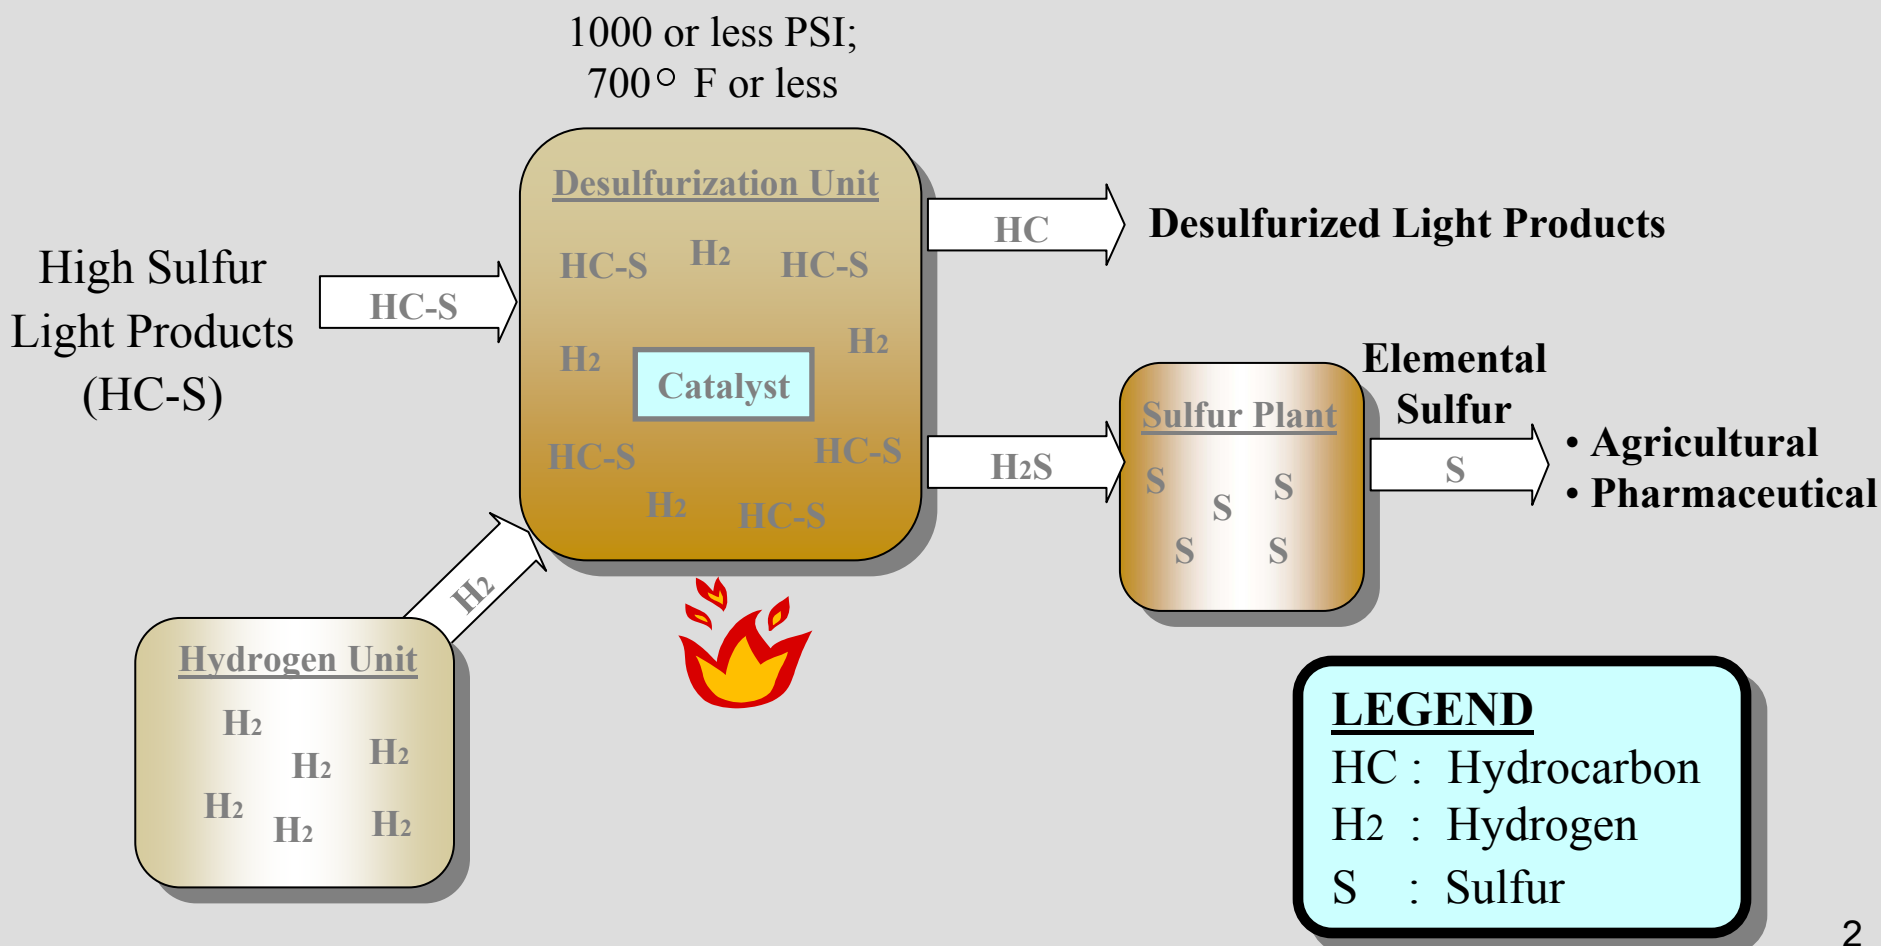 1000 or less PSI;
700° F or less
High Sulfur
Light Products
(HC-S)
HC-S
Desulfurization Unit
HC-S H2 HC-S
H2 H2
Catalyst
HC-S HC-S
H2 HC-S
HC
Desulfurized Light Products
H2S
Sulfur Plant
S S
S
S S
Elemental
Sulfur
S
• Agricultural
• Pharmaceutical
H2
Hydrogen Unit
H2
H2 H2
H2 H2 H2
LEGEND
HC : Hydrocarbon
H2 : Hydrogen
S : Sulfur
2